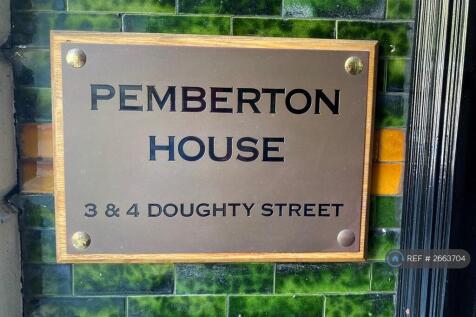 PEMBERTON
HOUSE
3 & 4 DOUGHTY STREET
REF # 2663704